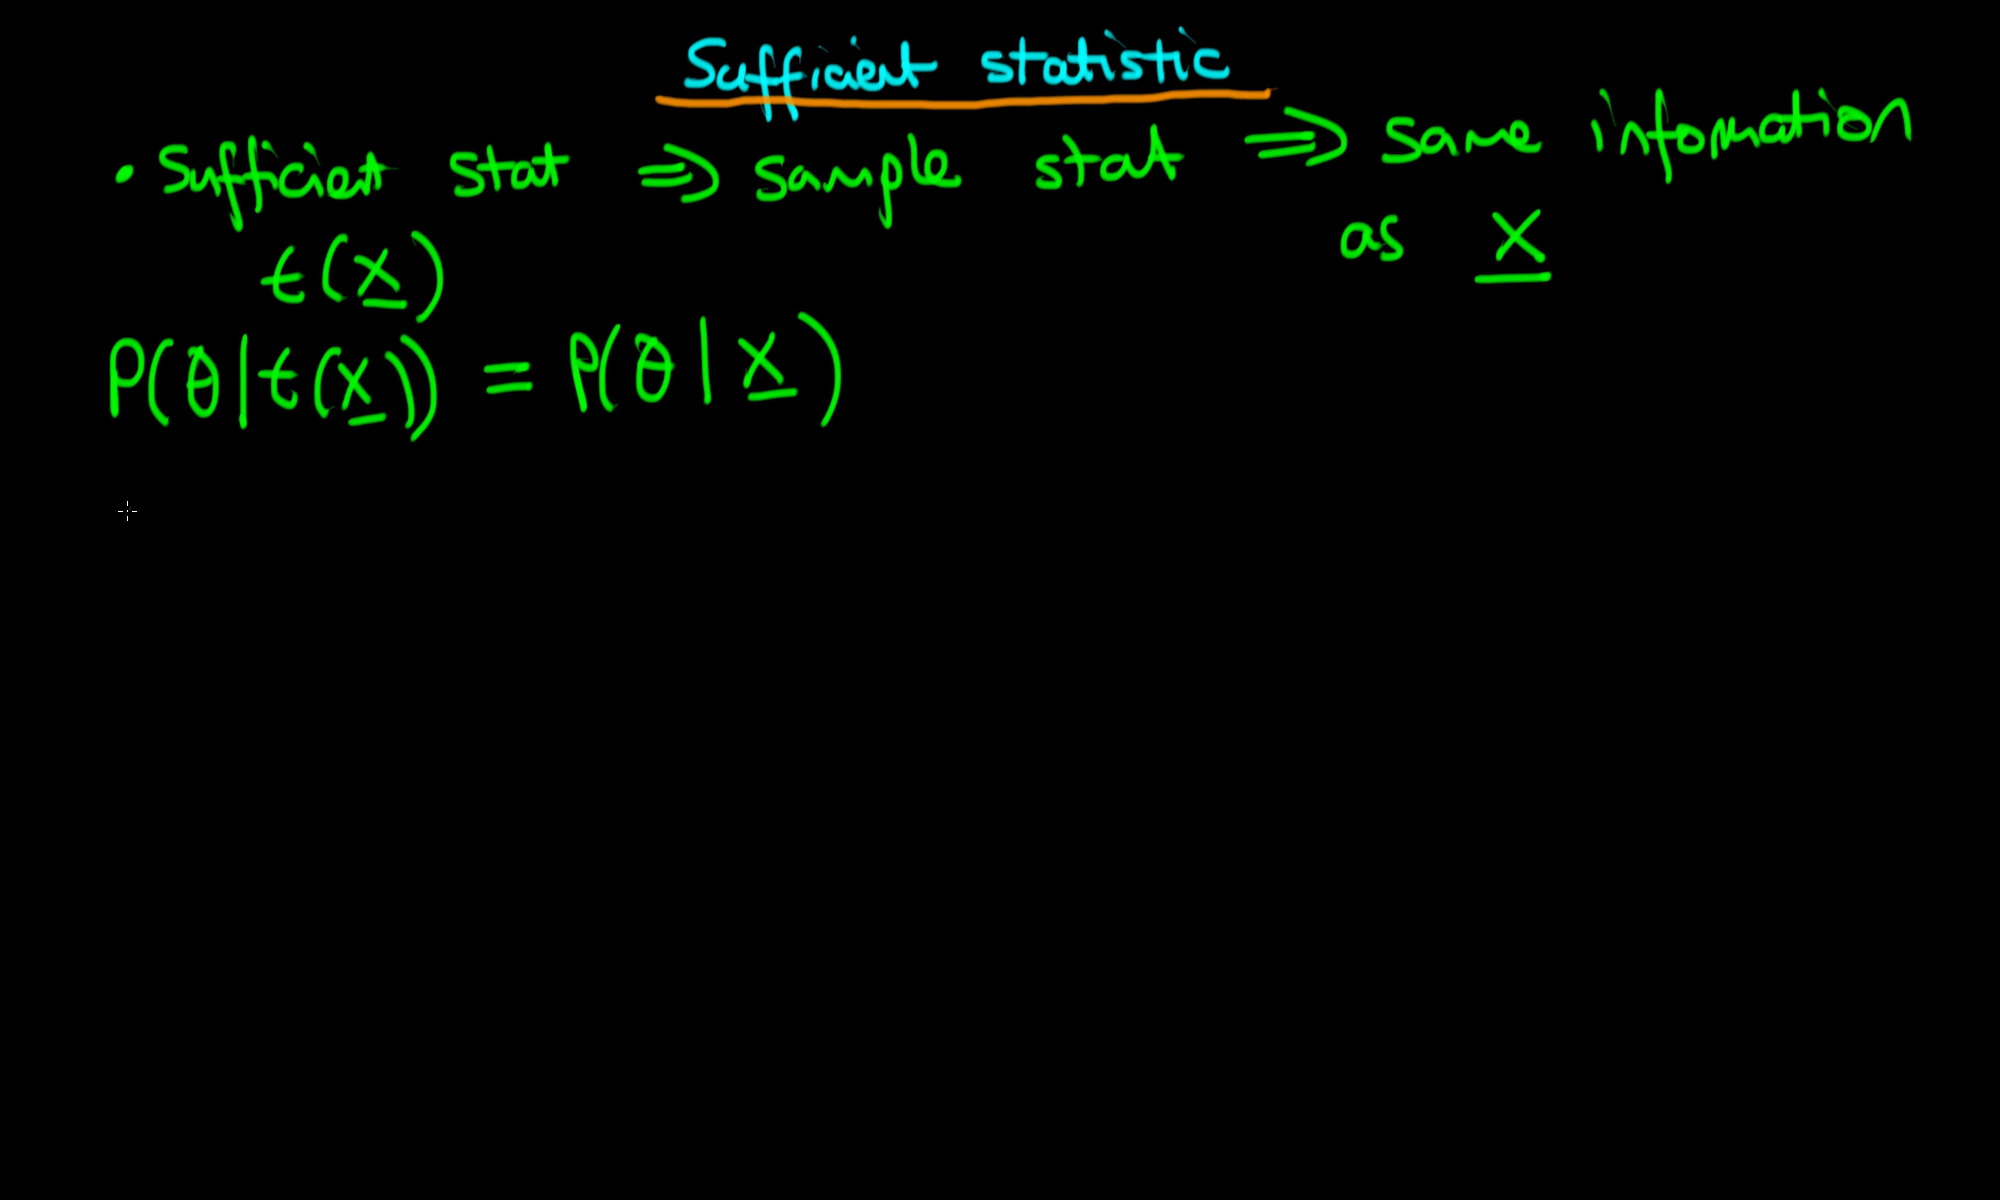 Sufficient statistic
• Sufficient stat ⇒ sample stat ⇒ same information
as X
t(X)
P(θ|t(X)) = P(θ|X)